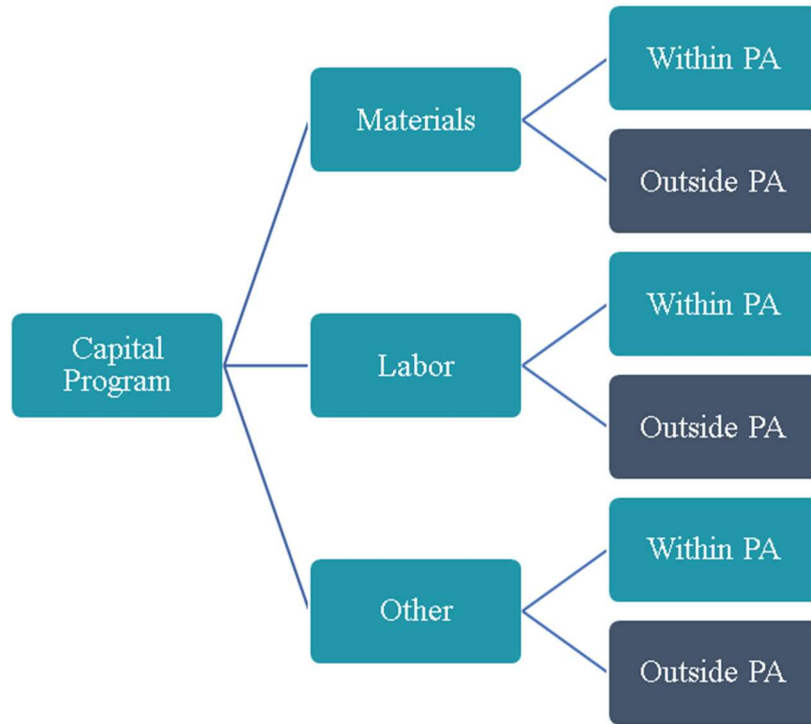 Capital
Program
Materials
Within PA
Outside PA
Labor
Within PA
Outside PA
Other
Within PA
Outside PA